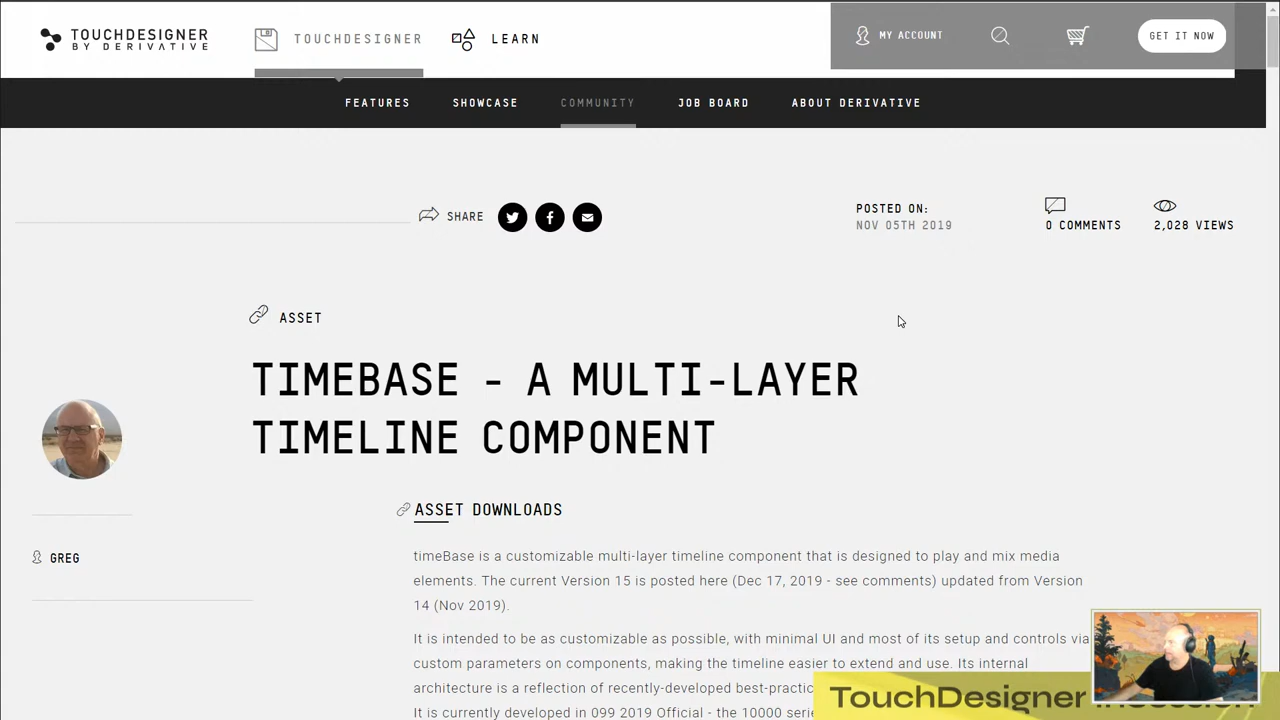 TOUCHDESIGNER
BY DERIVATIVE
TOUCHDESIGNER
LEARN
MY ACCOUNT
GET IT NOW
FEATURES
SHOWCASE
COMMUNITY
JOB BOARD
ABOUT DERIVATIVE
SHARE
POSTED ON:
NOV 05TH 2019
0 COMMENTS
2,028 VIEWS
ASSET
TIMEBASE - A MULTI-LAYER
TIMELINE COMPONENT
ASSET DOWNLOADS
GREG
timeBase is a customizable multi-layer timeline component that is designed to play and mix media
elements. The current Version 15 is posted here (Dec 17, 2019 - see comments) updated from Version
14 (Nov 2019).
It is intended to be as customizable as possible, with minimal UI and most of its setup and controls via
custom parameters on components, making the timeline easier to extend and use. Its internal
architecture is a reflection of recently-developed
It is currently developed in 099 2019 Official - the 10000
TouchDesigner